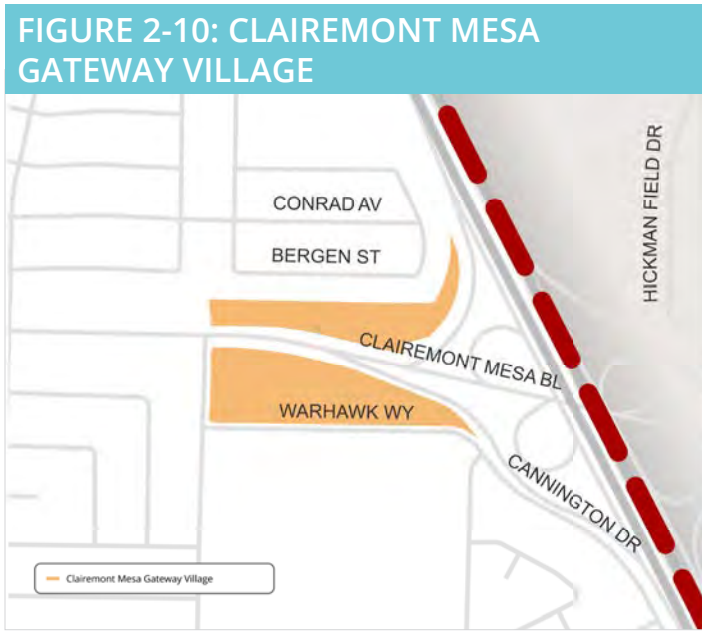 FIGURE 2-10: CLAIREMONT MESA
GATEWAY VILLAGE
HICKMAN FIELD DR
CONRAD AV
BERGEN ST
CLAIREMONT MESA BL
WARHAWK WY
CANNINGTON DR
Clairemont Mesa Gateway Village